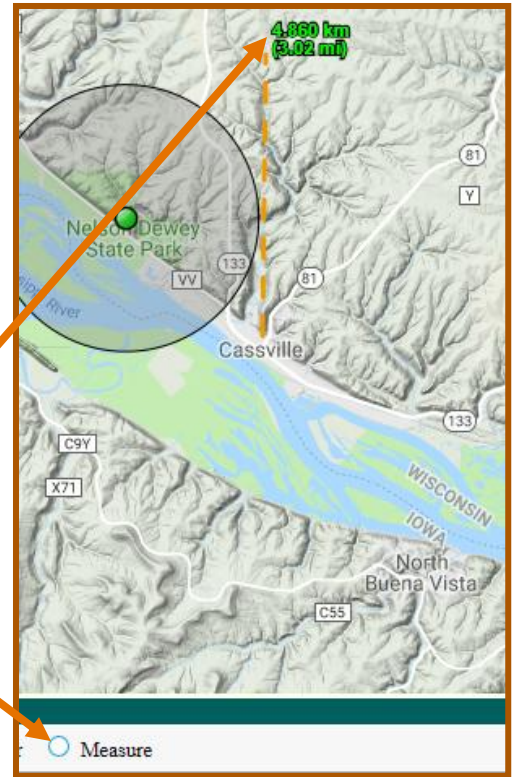 4.860 km
(3.02 mi)
81
Y
Nelson Dewey
State Park
133
VV
81
River
Cassville
133
C9Y
WISCONSIN
X71
IOWA
North
Buena Vista
C55
Measure